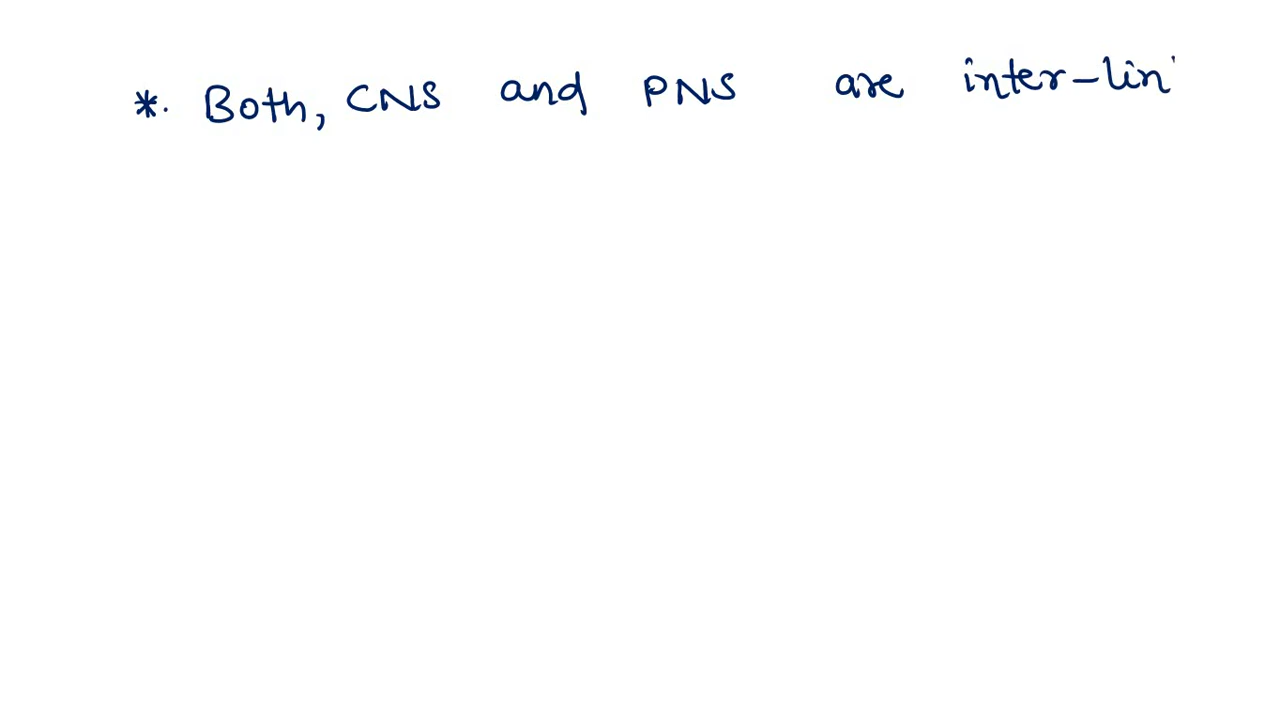 *. Both, CNS and PNS are inter-lin